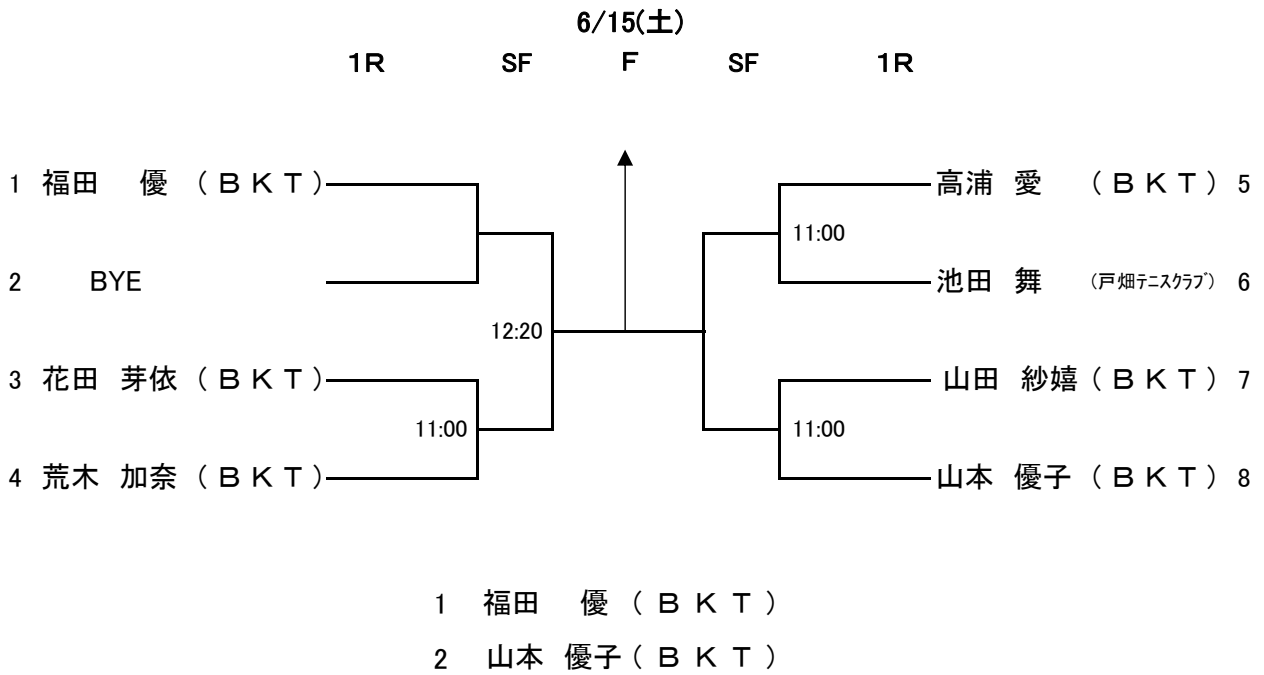 6/15(土)
1R SF F SF 1R
1 福田 優 (BKT) 高浦 愛 (BKT) 5
11:00
2 BYE 池田 舞 (戸畑ﾃﾆｽｸﾗﾌﾞ) 6
12:20
3 花田 芽依 (BKT) 山田 紗嬉 (BKT) 7
11:00 11:00
4 荒木 加奈 (BKT) 山本 優子 (BKT) 8
1 福田 優 (BKT)
2 山本 優子 (BKT)